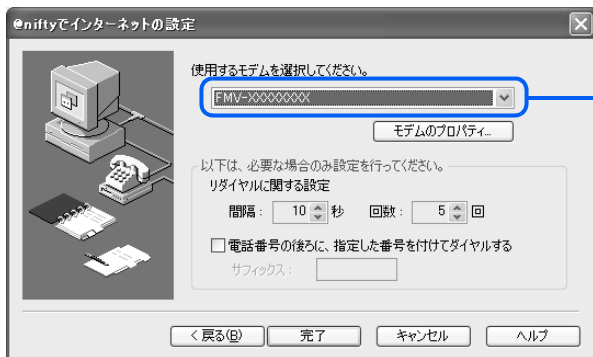 @niftyでインターネットの設定
使用するモデムを選択してください。
FMV-XXXXXXXX
モデムのプロパティ...
以下は、必要な場合のみ設定を行ってください。
リダイヤルに関する設定
間隔： 10 秒 回数： 5 回
電話番号の後ろに、指定した番号を付けてダイヤルする
サフィックス：
< 戻る(B) 完了 キャンセル ヘルプ